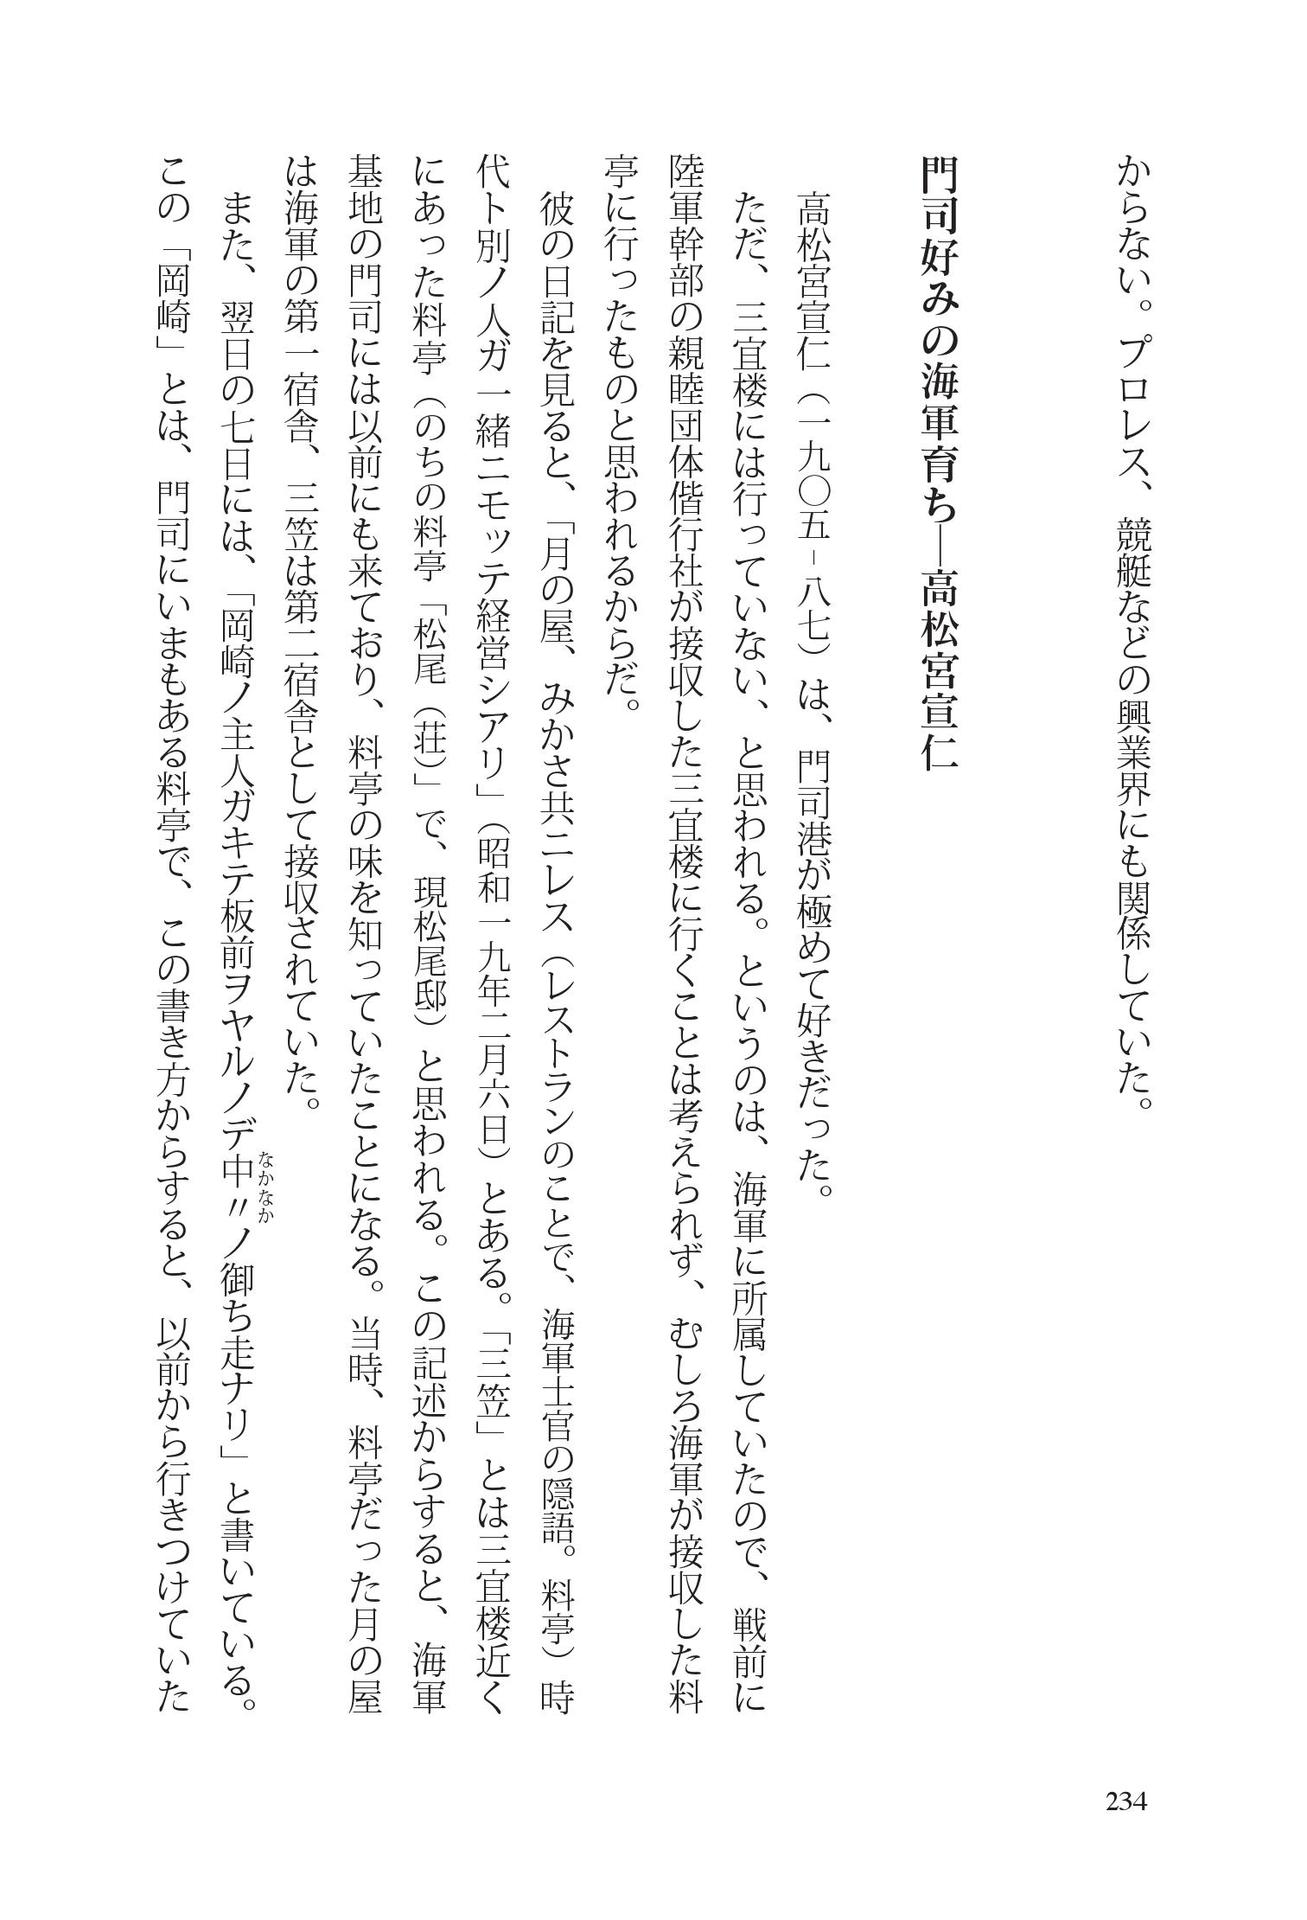 からない。プロレス、競艇などの興業界にも関係していた。
門司好みの海軍育ち―高松宮宣仁
高松宮宣仁（一九〇五－八七）は、門司港が極めて好きだった。
ただ、三宜楼には行っていない、と思われる。というのは、海軍に所属していたので、戦前に
陸軍幹部の親睦団体偕行社が接収した三宜楼に行くことは考えられず、むしろ海軍が接収した料
亭に行ったものと思われるからだ。
彼の日記を見ると、「月の屋、みかさ共ニレス（レストランのことで、海軍士官の隠語。料亭）時
代ト別ノ人ガ一緒ニモッテ経営シアリ」（昭和一九年二月六日）とある。「三笠」とは三宜楼近く
にあった料亭（のちの料亭「松尾（荘）」で、現松尾邸）と思われる。この記述からすると、海軍
基地の門司には以前にも来ており、料亭の味を知っていたことになる。当時、料亭だった月の屋
は海軍の第一宿舎、三笠は第二宿舎として接収されていた。
また、翌日の七日には、「岡崎ノ主人ガキテ板前ヲヤルノデ中〃ノ御ち走ナリ」と書いている。
なかなか
この「岡崎」とは、門司にいまもある料亭で、この書き方からすると、以前から行きつけていた
234